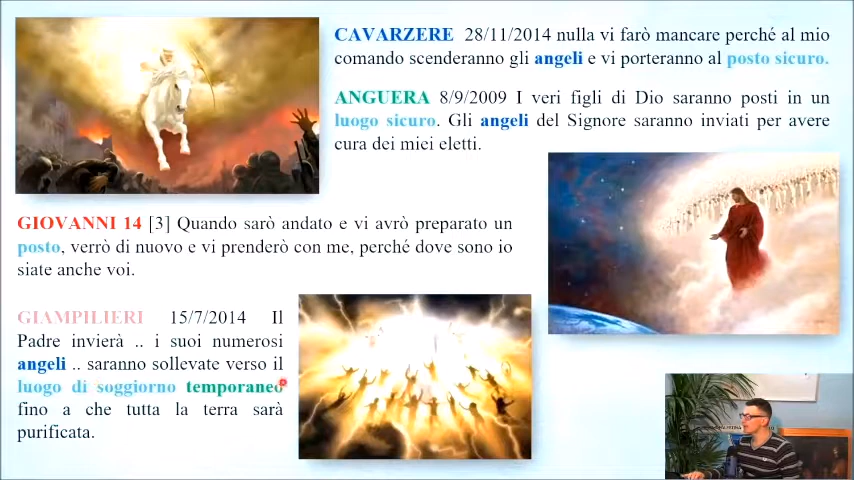 CAVARZERE 28/11/2014 nulla vi farò mancare perché al mio
comando scenderanno gli angeli e vi porteranno al posto sicuro.
ANGUERA 8/9/2009 I veri figli di Dio saranno posti in un
luogo sicuro. Gli angeli del Signore saranno inviati per avere
cura dei miei eletti.
GIOVANNI 14 [3] Quando sarò andato e vi avrò preparato un
posto, verrò di nuovo e vi prenderò con me, perché dove sono io
siate anche voi.
GIAMPILIERI 15/7/2014 Il
Padre invierà .. i suoi numerosi
angeli .. saranno sollevate verso il
luogo di soggiorno temporaneo
fino a che tutta la terra sarà
purificata.